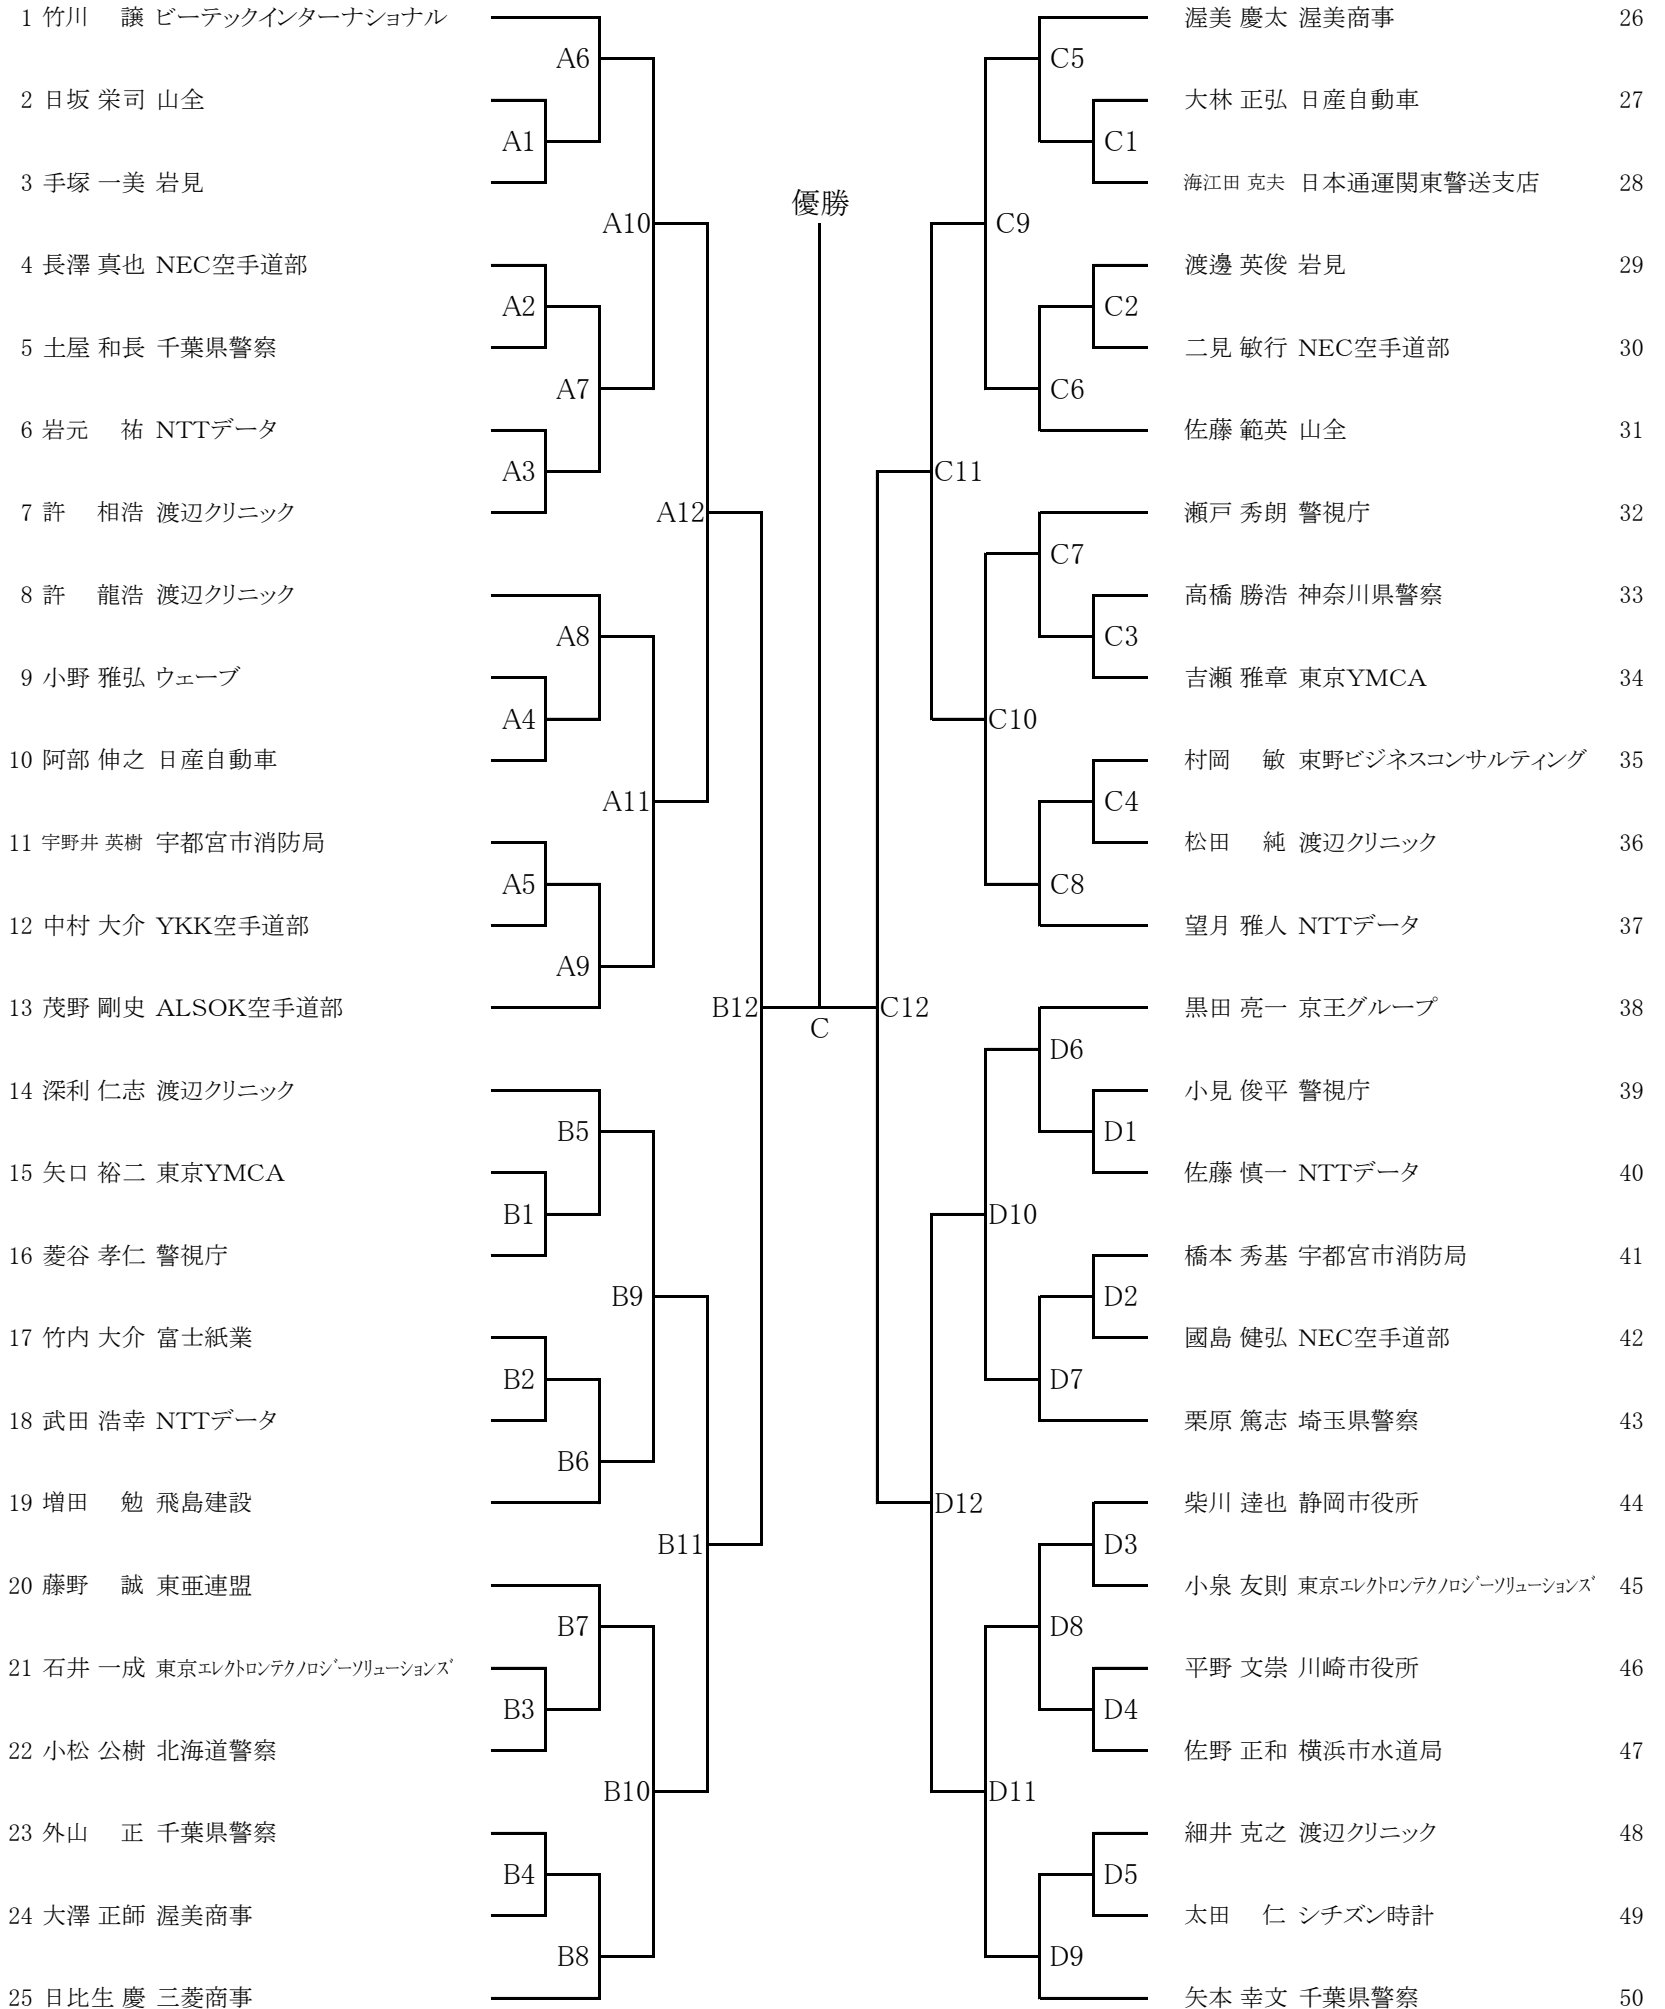 1 竹川 譲 ビーテックインターナショナル
A6
2 日坂 栄司 山全
A1
3 手塚 一美 岩見
A10
4 長澤 真也 NEC空手道部
A2
5 土屋 和長 千葉県警察
A7
6 岩元 祐 NTTデータ
A3
7 許 相浩 渡辺クリニック
A12
8 許 龍浩 渡辺クリニック
A8
9 小野 雅弘 ウェーブ
A4
10 阿部 伸之 日産自動車
A11
11 宇野井 英樹 宇都宮市消防局
A5
12 中村 大介 YKK空手道部
A9
13 茂野 剛史 ALSOK空手道部
B12
14 深利 仁志 渡辺クリニック
B5
15 矢口 裕二 東京YMCA
B1
16 菱谷 孝仁 警視庁
B9
17 竹内 大介 富士紙業
B2
18 武田 浩幸 NTTデータ
B6
19 増田 勉 飛島建設
B11
20 藤野 誠 東亜連盟
B7
21 石井 一成 東京エレクトロンテクノロジーソリューションズ
B3
22 小松 公樹 北海道警察
B10
23 外山 正 千葉県警察
B4
24 大澤 正師 渥美商事
B8
25 日比生 慶 三菱商事
優勝
C
渥美 慶太 渥美商事 26
C5
大林 正弘 日産自動車 27
C1
海江田 克夫 日本通運関東警送支店 28
C9
渡邊 英俊 岩見 29
C2
二見 敏行 NEC空手道部 30
C6
佐藤 範英 山全 31
C11
瀬戸 秀朗 警視庁 32
C7
高橋 勝浩 神奈川県警察 33
C3
吉瀬 雅章 東京YMCA 34
C10
村岡 敏 東野ビジネスコンサルティング 35
C4
松田 純 渡辺クリニック 36
C8
望月 雅人 NTTデータ 37
C12
黒田 亮一 京王グループ 38
D6
小見 俊平 警視庁 39
D1
佐藤 慎一 NTTデータ 40
D10
橋本 秀基 宇都宮市消防局 41
D2
國島 健弘 NEC空手道部 42
D7
栗原 篤志 埼玉県警察 43
D12
柴川 達也 静岡市役所 44
D3
小泉 友則 東京エレクトロンテクノロジーソリューションズ 45
D8
平野 文崇 川崎市役所 46
D4
佐野 正和 横浜市水道局 47
D11
細井 克之 渡辺クリニック 48
D5
太田 仁 シチズン時計 49
D9
矢本 幸文 千葉県警察 50